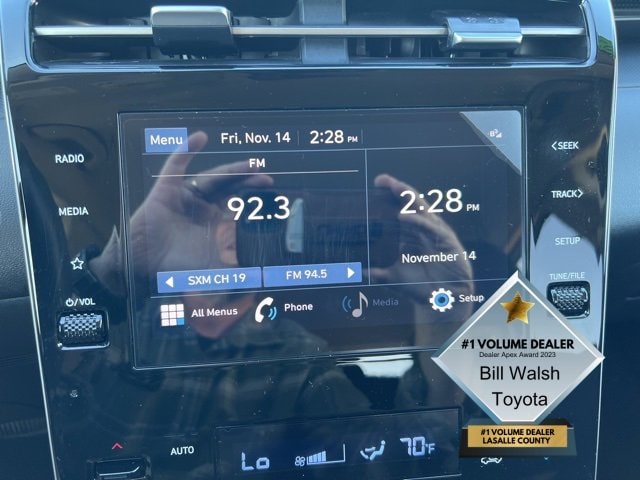 Menu Fri, Nov. 14 2:28 PM
FM
92.3
2:28 PM
November 14
SXM CH 19 FM 94.5
All Menus Phone Media Setup
RADIO
MEDIA
⏻/VOL
<SEEK
TRACK>
SETUP
TUNE/FILE
AUTO
Lo 70°F
#1 VOLUME DEALER
Dealer Apex Award 2023
Bill Walsh
Toyota
#1 VOLUME DEALER
LASALLE COUNTY